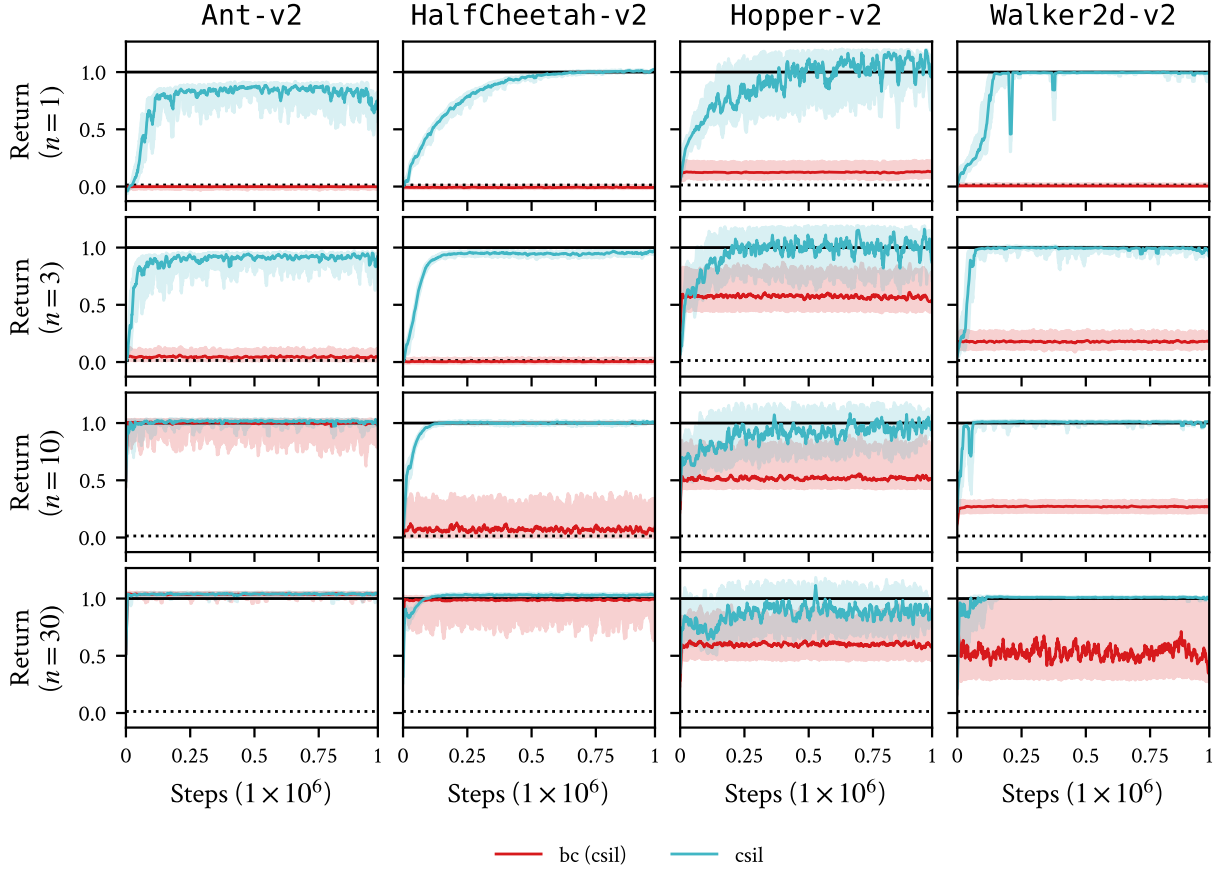 Ant-v2 HalfCheetah-v2 Hopper-v2 Walker2d-v2
Return
(n = 1)
1.0
0.5
0.0
Return
(n = 3)
1.0
0.5
0.0
Return
(n = 10)
1.0
0.5
0.0
Return
(n = 30)
1.0
0.5
0.0
0 0.25 0.5 0.75 1 0 0.25 0.5 0.75 1 0 0.25 0.5 0.75 1 0 0.25 0.5 0.75 1
Steps (1 × 10⁶) Steps (1 × 10⁶) Steps (1 × 10⁶) Steps (1 × 10⁶)
bc (csil) csil